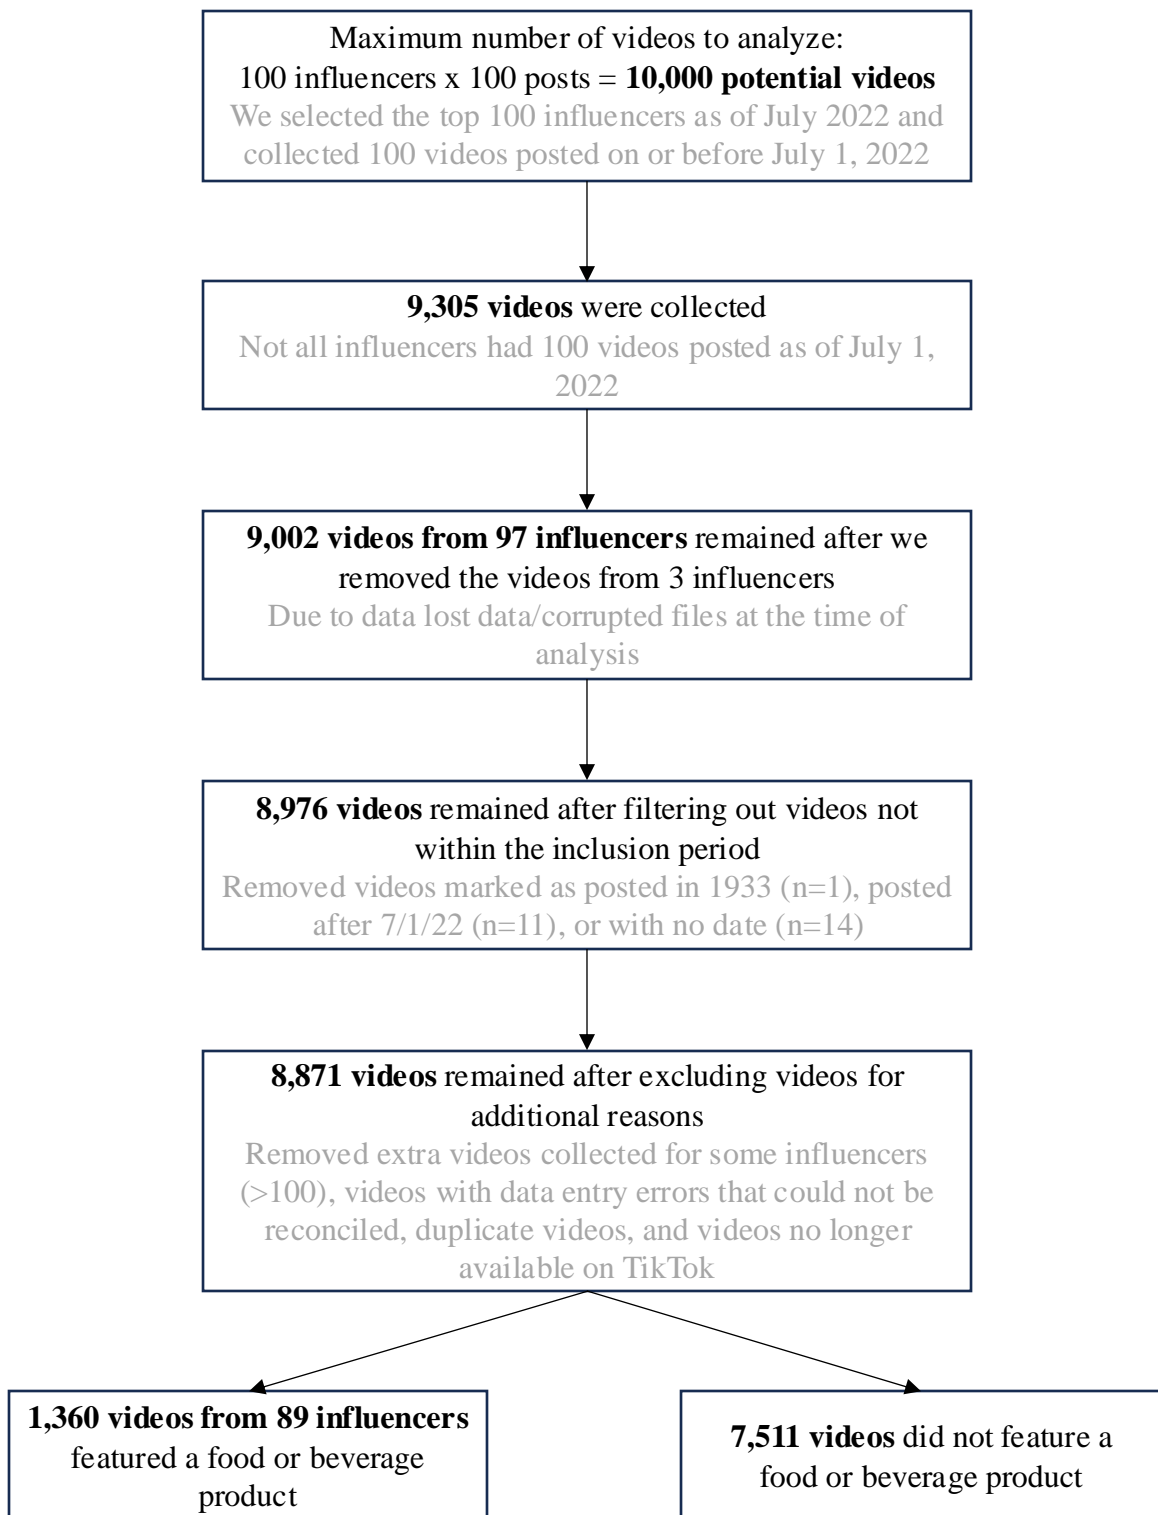 Maximum number of videos to analyze:
100 influencers x 100 posts = 10,000 potential videos
We selected the top 100 influencers as of July 2022 and
collected 100 videos posted on or before July 1, 2022
9,305 videos were collected
Not all influencers had 100 videos posted as of July 1,
2022
9,002 videos from 97 influencers remained after we
removed the videos from 3 influencers
Due to data lost data/corrupted files at the time of
analysis
8,976 videos remained after filtering out videos not
within the inclusion period
Removed videos marked as posted in 1933 (n=1), posted
after 7/1/22 (n=11), or with no date (n=14)
8,871 videos remained after excluding videos for
additional reasons
Removed extra videos collected for some influencers
(>100), videos with data entry errors that could not be
reconciled, duplicate videos, and videos no longer
available on TikTok
1,360 videos from 89 influencers
featured a food or beverage
product
7,511 videos did not feature a
food or beverage product